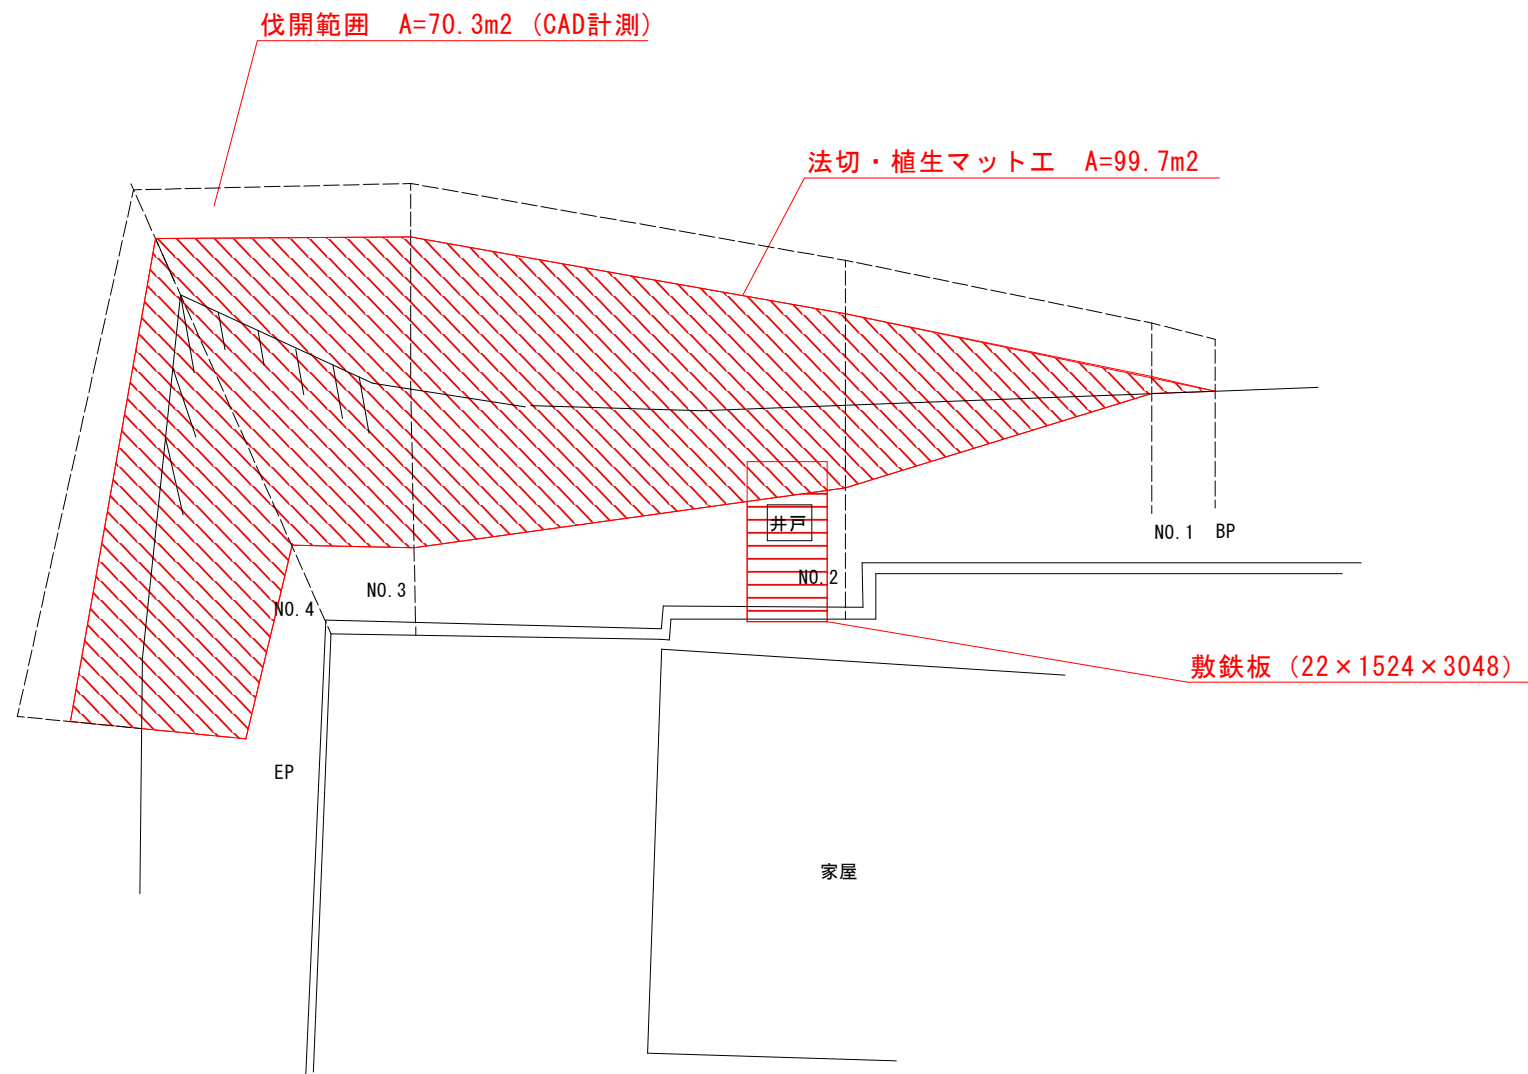 伐開範囲　A=70.3m2（CAD計測）
法切・植生マット工　A=99.7m2
井戸
NO.1
BP
NO.2
NO.3
NO.4
敷鉄板（22×1524×3048）
EP
家屋